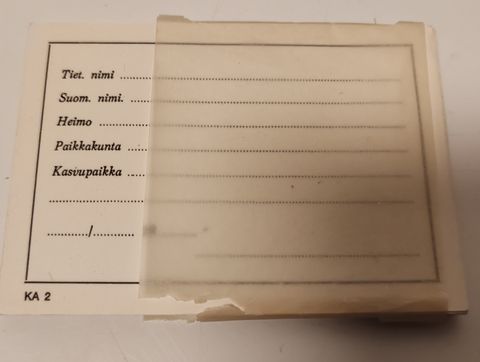 Tiet. nimi ..............................
Suom. nimi. ..............................
Heimo ..............................
Paikkakunta ..............................
Kasvupaikka ..............................
..............................
............/............
..............................
KA 2